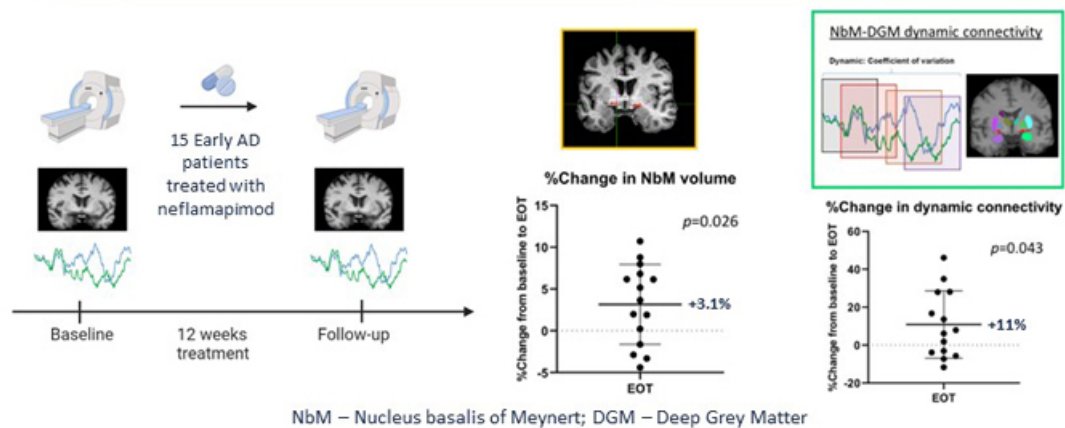 15 Early AD
patients
treated with
neflamapimod
Baseline
12 weeks
treatment
Follow-up
%Change in NbM volume
%Change from baseline to EOT
15
10
5
0
-5
p=0.026
+3.1%
EOT
NbM-DGM dynamic connectivity
Dynamic: Coefficient of variation
%Change in dynamic connectivity
%Change from baseline to EOT
60
40
20
0
-20
p=0.043
+11%
EOT
NbM – Nucleus basalis of Meynert; DGM – Deep Grey Matter